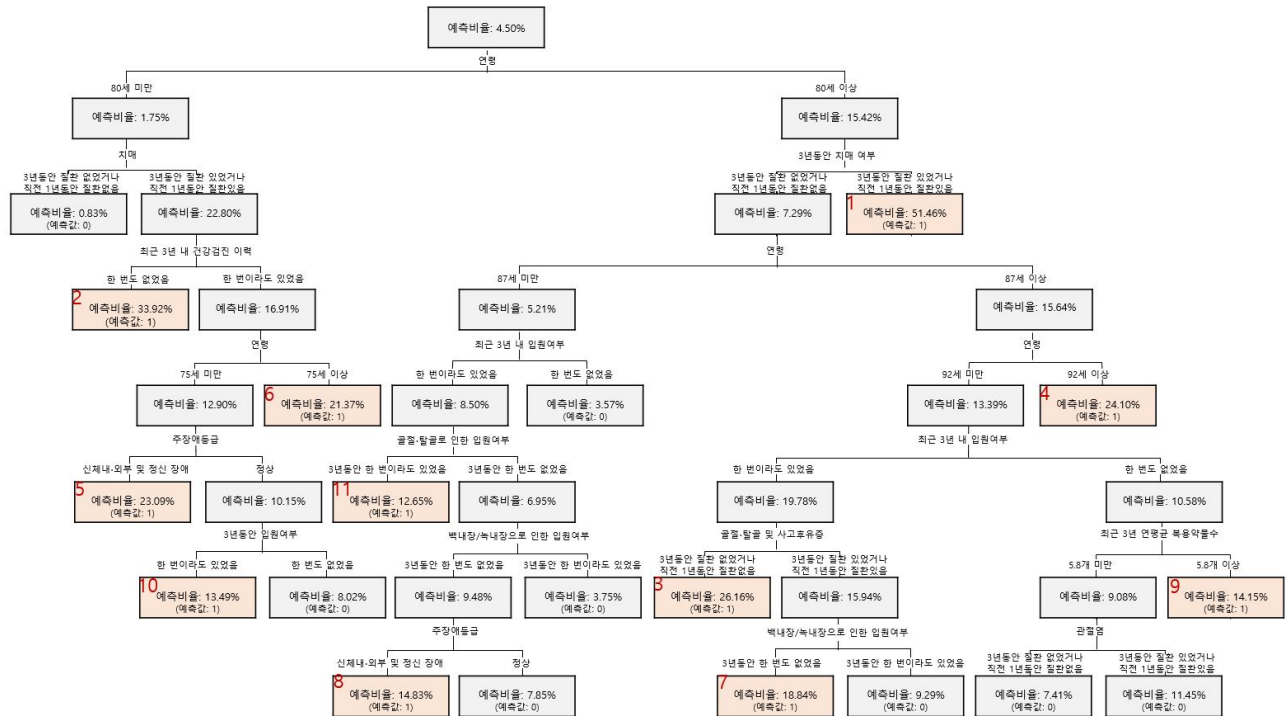 예측비율: 4.50%
연령
80세 미만
80세 이상
예측비율: 1.75%
예측비율: 15.42%
치매
3년동안 치매 여부
3년동안 질환 없었거나
직전 1년동안 질환없음
3년동안 질환 있었거나
직전 1년동안 질환있음
3년동안 질환 없었거나
직전 1년동안 질환없음
3년동안 질환 있었거나
직전 1년동안 질환있음
예측비율: 0.83%
(예측값: 0)
예측비율: 22.80%
예측비율: 7.29%
1
예측비율: 51.46%
(예측값: 1)
최근 3년 내 건강검진 이력
연령
한 번도 없었음
한 번이라도 있었음
87세 미만
87세 이상
2
예측비율: 33.92%
(예측값: 1)
예측비율: 16.91%
예측비율: 5.21%
예측비율: 15.64%
연령
최근 3년 내 입원여부
연령
75세 미만
75세 이상
한 번이라도 있었음
한 번도 없었음
92세 미만
92세 이상
예측비율: 12.90%
6
예측비율: 21.37%
(예측값: 1)
예측비율: 8.50%
예측비율: 3.57%
(예측값: 0)
예측비율: 13.39%
4
예측비율: 24.10%
(예측값: 1)
주장애등급
골절·탈골로 인한 입원여부
최근 3년 내 입원여부
신체내·외부 및 정신 장애
정상
3년동안 한 번이라도 있었음
3년동안 한 번도 없었음
한 번이라도 있었음
한 번도 없었음
5
예측비율: 23.09%
(예측값: 1)
예측비율: 10.15%
11
예측비율: 12.65%
(예측값: 1)
예측비율: 6.95%
예측비율: 19.78%
예측비율: 10.58%
3년동안 입원여부
백내장/녹내장으로 인한 입원여부
골절·탈골 및 사고후유증
최근 3년 연평균 복용약물수
한 번이라도 있었음
한 번도 없었음
3년동안 한 번도 없었음
3년동안 한 번이라도 있었음
3년동안 질환 없었거나
직전 1년동안 질환없음
3년동안 질환 있었거나
직전 1년동안 질환있음
5.8개 미만
5.8개 이상
10
예측비율: 13.49%
(예측값: 1)
예측비율: 8.02%
(예측값: 0)
예측비율: 9.48%
예측비율: 3.75%
(예측값: 0)
3
예측비율: 26.16%
(예측값: 1)
예측비율: 15.94%
예측비율: 9.08%
9
예측비율: 14.15%
(예측값: 1)
주장애등급
백내장/녹내장으로 인한 입원여부
관절염
신체내·외부 및 정신 장애
정상
3년동안 한 번도 없었음
3년동안 한 번이라도 있었음
3년동안 질환 없었거나
직전 1년동안 질환없음
3년동안 질환 있었거나
직전 1년동안 질환있음
8
예측비율: 14.83%
(예측값: 1)
예측비율: 7.85%
(예측값: 0)
7
예측비율: 18.84%
(예측값: 1)
예측비율: 9.29%
(예측값: 0)
예측비율: 7.41%
(예측값: 0)
예측비율: 11.45%
(예측값: 0)